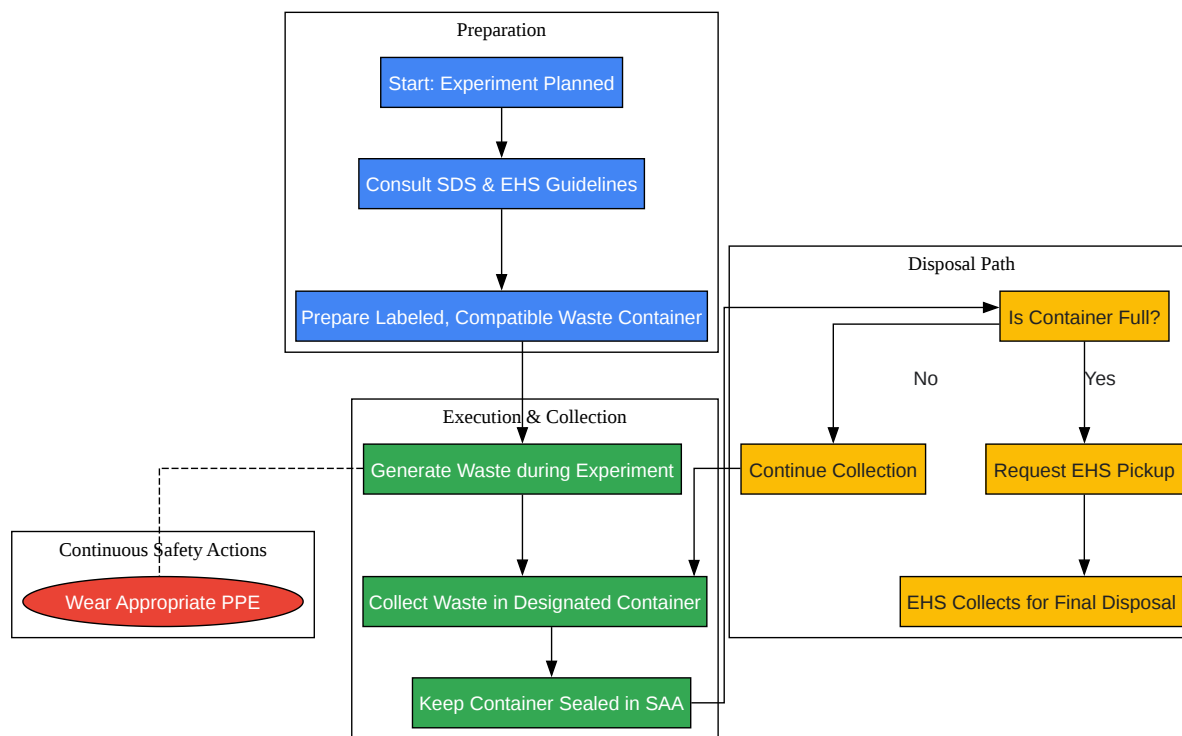 Preparation
Start: Experiment Planned
Consult SDS & EHS Guidelines
Prepare Labeled, Compatible Waste Container
Disposal Path
Is Container Full?
No
Yes
Continue Collection
Request EHS Pickup
EHS Collects for Final Disposal
Execution & Collection
Generate Waste during Experiment
Collect Waste in Designated Container
Keep Container Sealed in SAA
Continuous Safety Actions
Wear Appropriate PPE